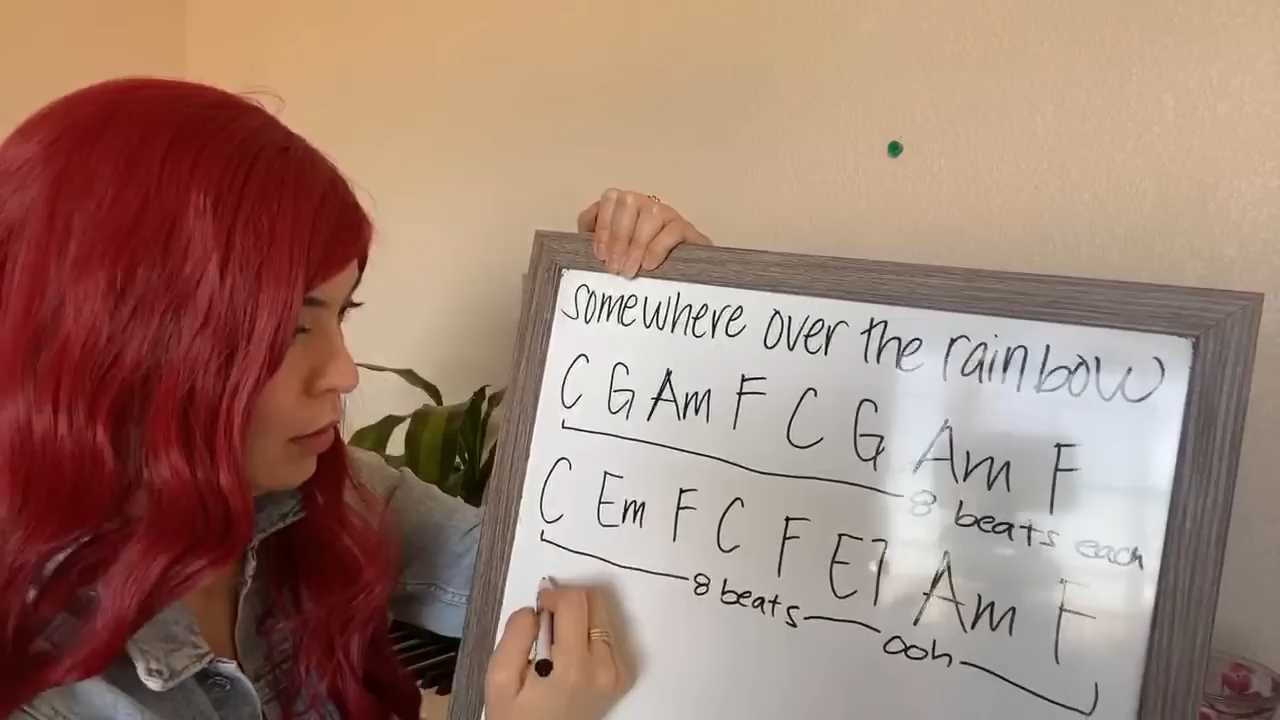 somewhere over the rainbow
C G Am F C G Am F
8 beats each
C Em F C F E7 Am F
8 beats ooh